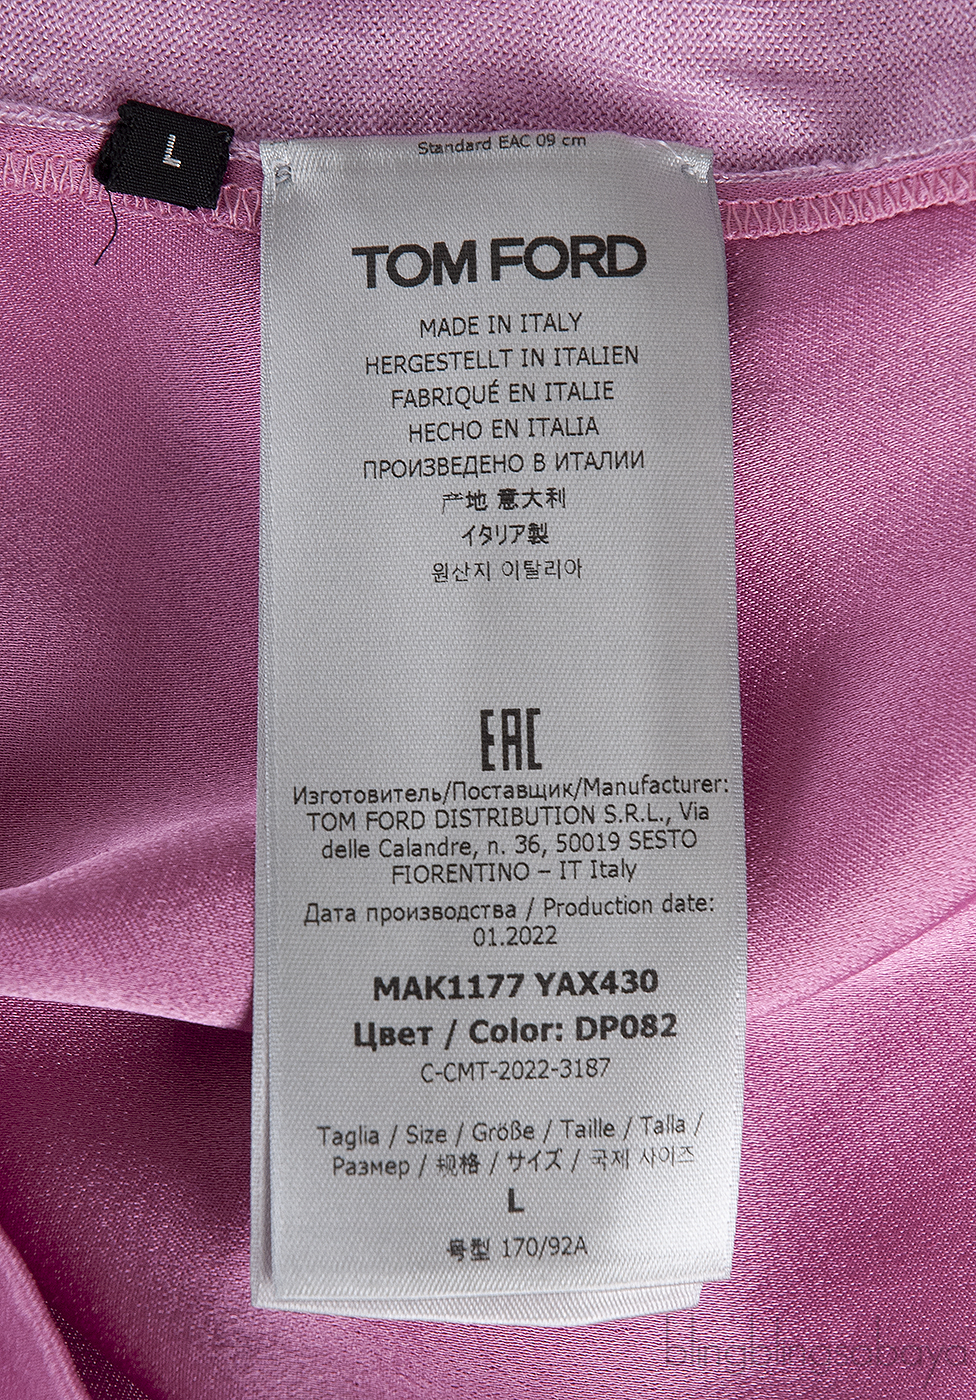 L
Standard EAC 09 cm
TOM FORD
MADE IN ITALY
HERGESTELLT IN ITALIEN
FABRIQUÉ EN ITALIE
HECHO EN ITALIA
ПРОИЗВЕДЕНО В ИТАЛИИ
产地 意大利
イタリア製
원산지 이탈리아
EAC
Изготовитель/Поставщик/Manufacturer:
TOM FORD DISTRIBUTION S.R.L., Via
delle Calandre, n. 36, 50019 SESTO
FIORENTINO – IT Italy
Дата производства / Production date:
01.2022
MAK1177 YAX430
Цвет / Color: DP082
C-CMT-2022-3187
Taglia / Size / Größe / Taille / Talla /
Размер / 规格 / サイズ / 국제 사이즈
L
号型 170/92A